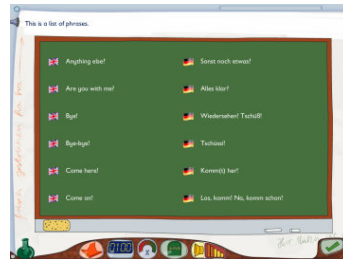 This is a list of phrases.
Anything else? Sonst noch etwas?
Are you with me? Alles klar?
Bye! Wiedersehen! Tschüß!
Bye-bye! Tschüssi!
Come here! Komm(t) her!
Come on! Los, komm! Na, komm schon!